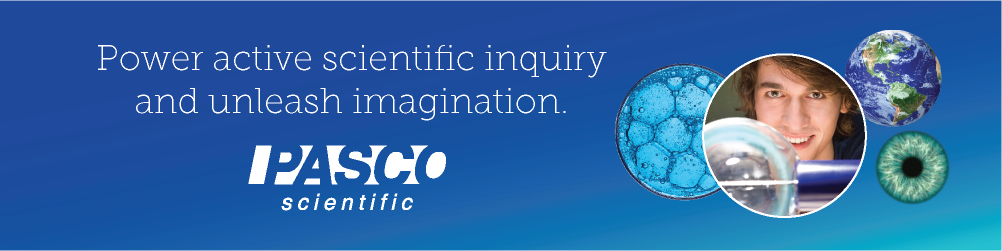 Power active scientific inquiry
and unleash imagination.
PASCO
scientific